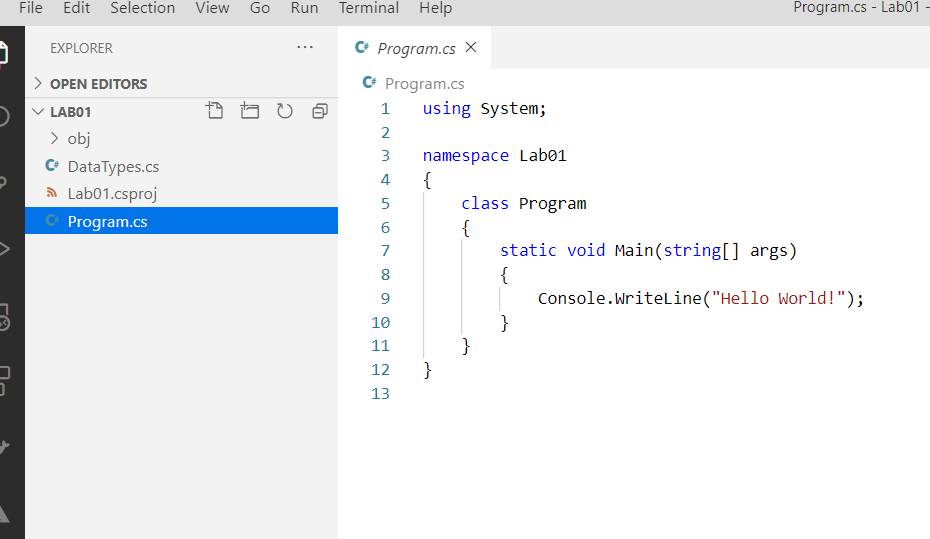 File Edit Selection View Go Run Terminal Help Program.cs - Lab01 -
EXPLORER ...
OPEN EDITORS
LAB01
obj
C# DataTypes.cs
Lab01.csproj
C# Program.cs
C# Program.cs
C# Program.cs
1 using System;
2
3 namespace Lab01
4 {
5 class Program
6 {
7 static void Main(string[] args)
8 {
9 Console.WriteLine("Hello World!");
10 }
11 }
12 }
13